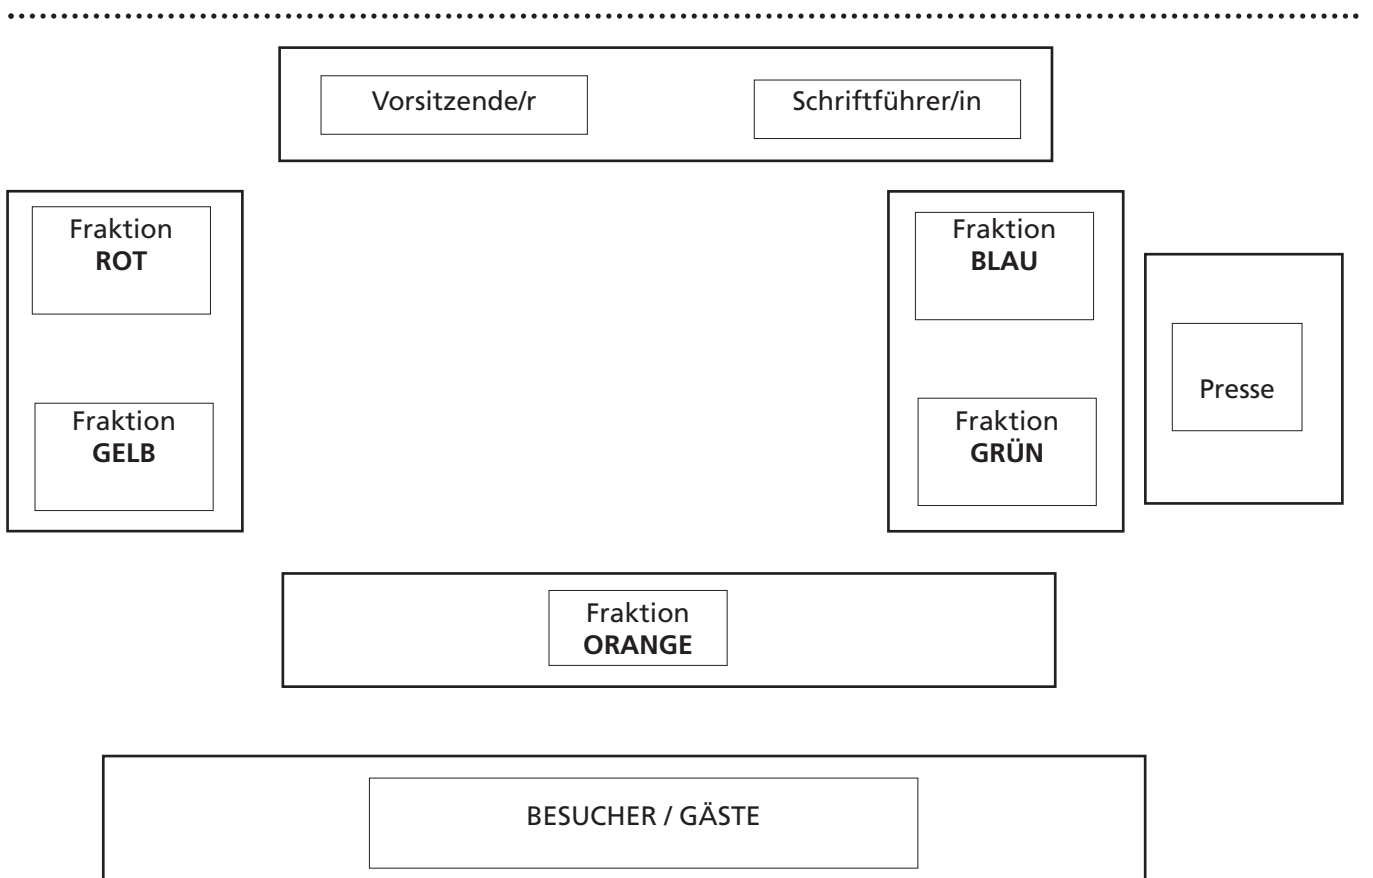 Vorsitzende/r
Schriftführer/in
Fraktion
ROT
Fraktion
BLAU
Presse
Fraktion
GELB
Fraktion
GRÜN
Fraktion
ORANGE
BESUCHER / GÄSTE